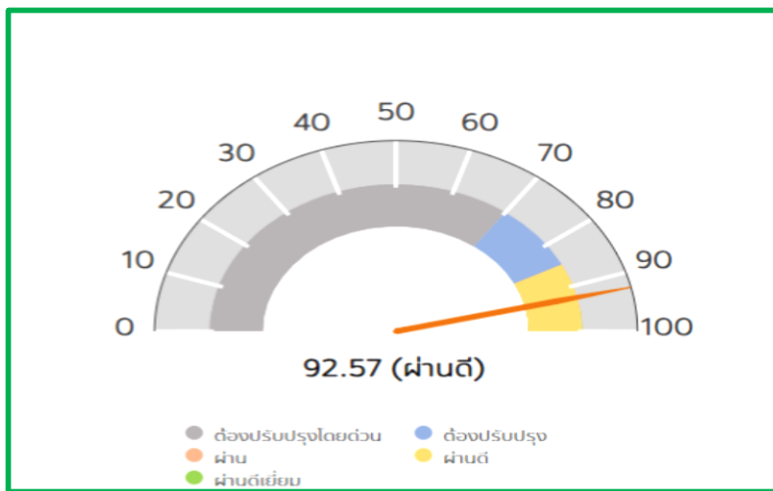 50
40 60
30 70
20 80
10 90
0 100
92.57 (ผ่านดี)
ต้องปรับปรุงโดยด่วน ต้องปรับปรุง
ผ่าน ผ่านดี
ผ่านดีเยี่ยม